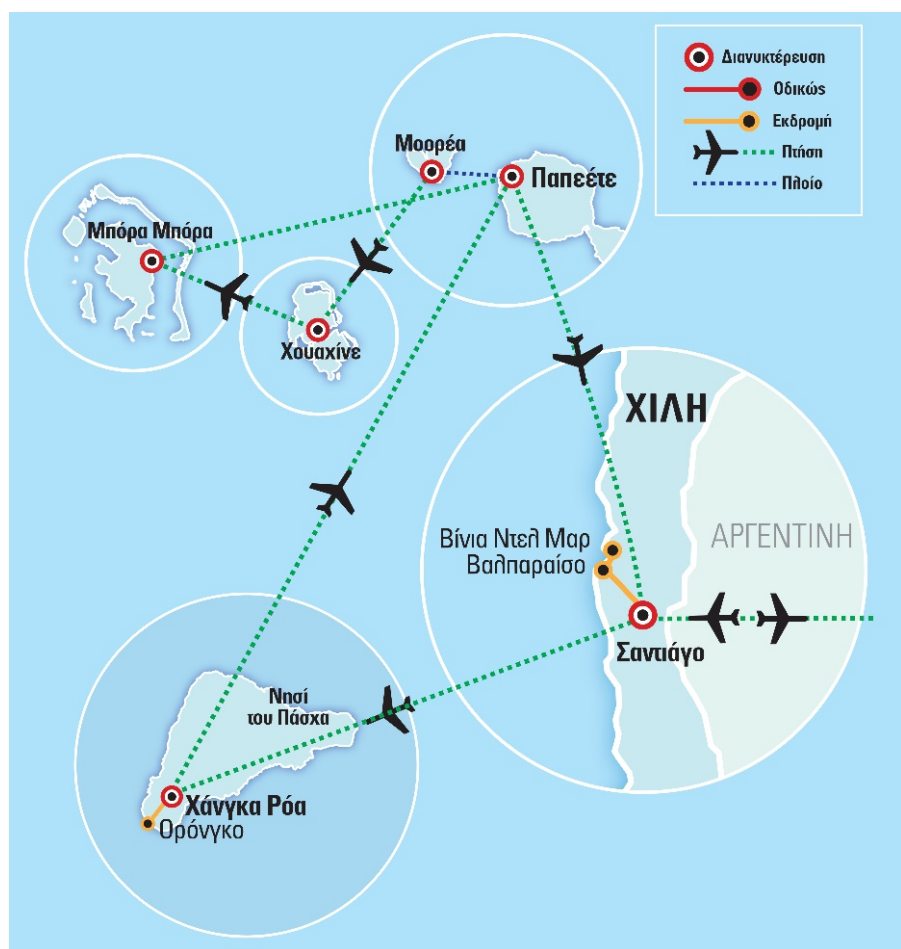 Διανυκτέρευση
Οδικώς
Εκδρομή
Πτήση
Πλοίο
Μοορέα
Παπεέτε
Μπόρα Μπόρα
Χουαχίνε
ΧΙΛΗ
ΑΡΓΕΝΤΙΝΗ
Βίνια Ντελ Μαρ
Βαλπαραίσο
Σαντιάγο
Νησί
του Πάσχα
Χάνγκα Ρόα
Ορόνγκο